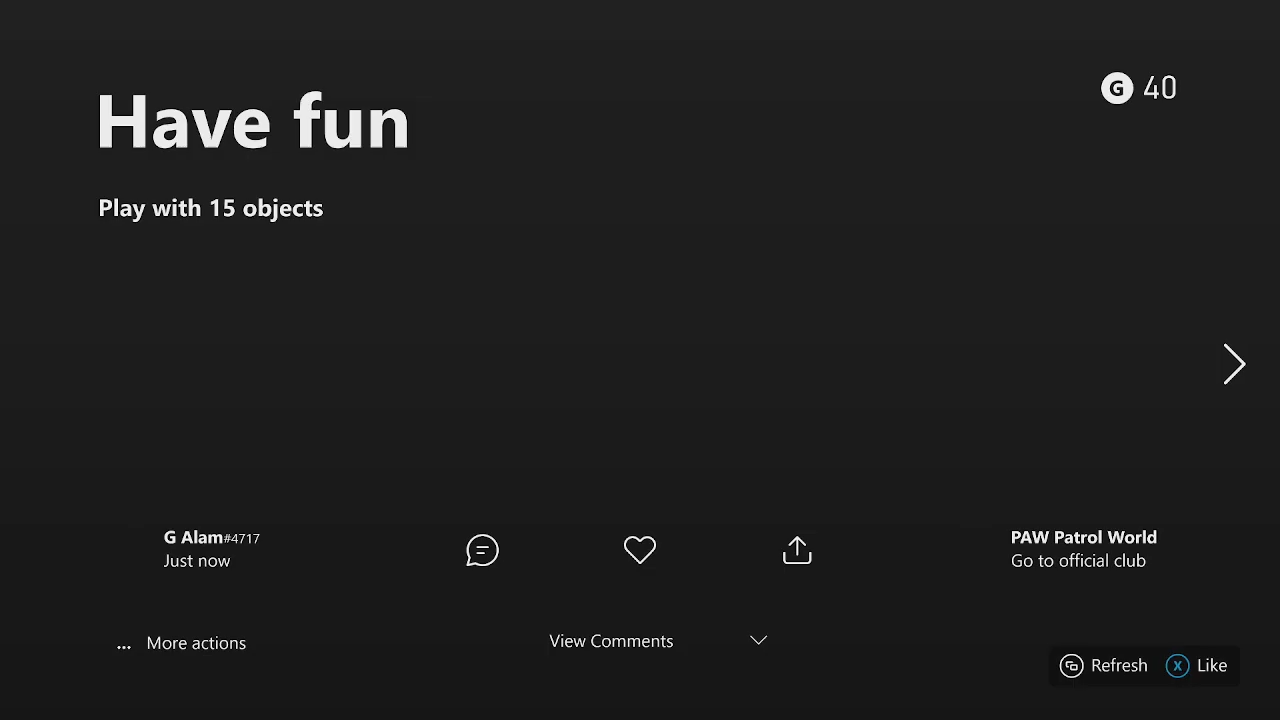 Have fun
G 40
Play with 15 objects
G Alam#4717
Just now
PAW Patrol World
Go to official club
... More actions
View Comments
Refresh X Like